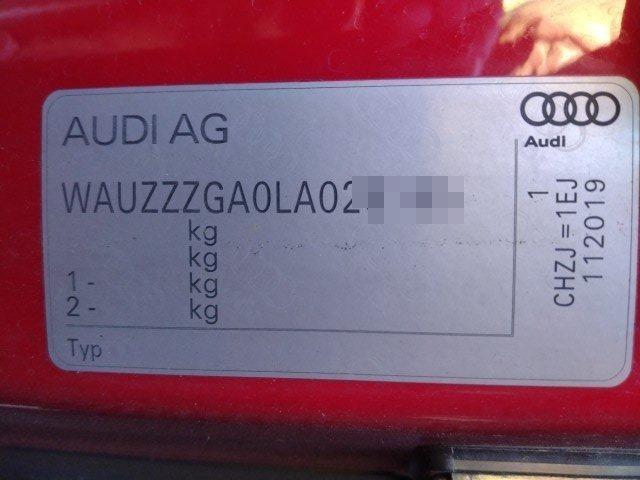 AUDI AG
Audi
WAUZZZGA0LA02
kg
kg
1 - kg
2 - kg
Typ
1
CHZJ =1EJ
112019